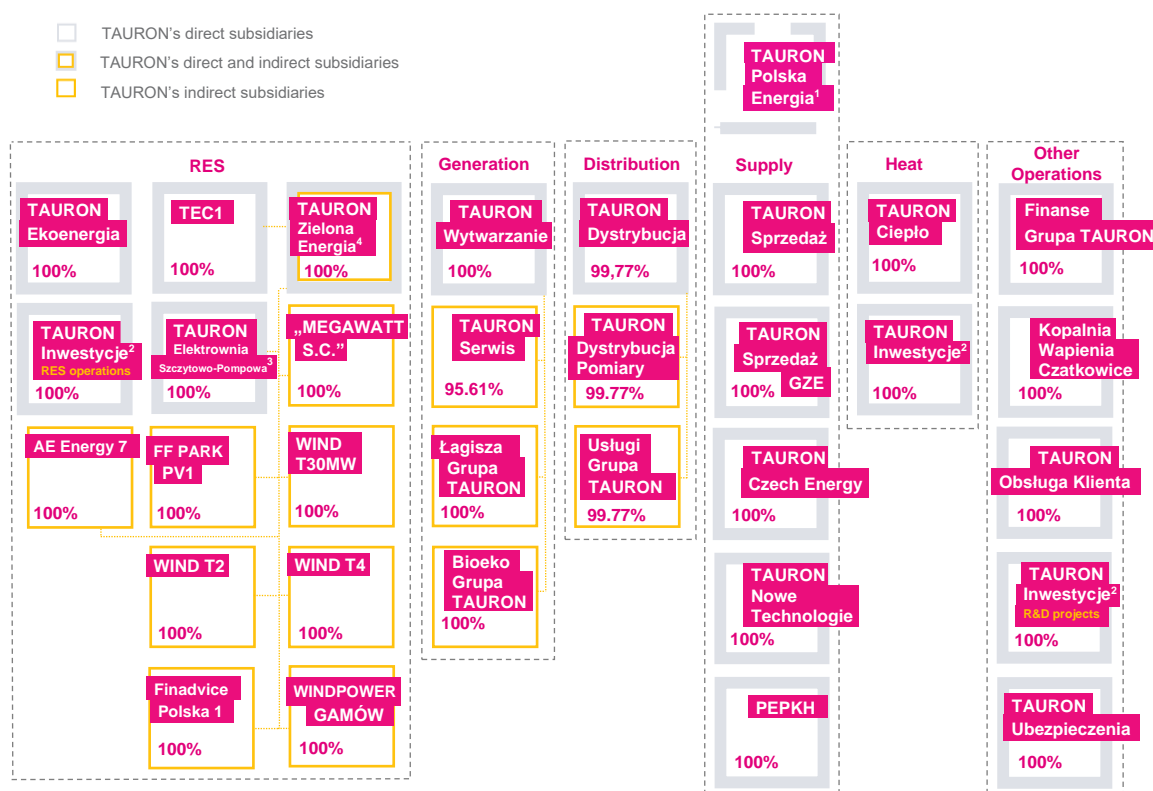 TAURON's direct subsidiaries
TAURON's direct and indirect subsidiaries
TAURON's indirect subsidiaries
TAURON
Polska
Energia¹
RES
TAURON
Ekoenergia
100%
TEC1
100%
TAURON
Zielona
Energia⁴
100%
TAURON
Inwestycje²
RES operations
100%
TAURON
Elektrownia
Szczytowo-Pompowa³
100%
„MEGAWATT
S.C.”
100%
AE Energy 7
100%
FF PARK
PV1
100%
WIND
T30MW
100%
WIND T2
100%
WIND T4
100%
Finadvice
Polska 1
100%
WINDPOWER
GAMÓW
100%
Generation
TAURON
Wytwarzanie
100%
TAURON
Serwis
95.61%
Łagisza
Grupa
TAURON
100%
Bioeko
Grupa
TAURON
100%
Distribution
TAURON
Dystrybucja
99,77%
TAURON
Dystrybucja
Pomiary
99.77%
Usługi
Grupa
TAURON
99.77%
Supply
TAURON
Sprzedaż
100%
TAURON
Sprzedaż
GZE
100%
TAURON
Czech Energy
100%
TAURON
Nowe
Technologie
100%
PEPKH
100%
Heat
TAURON
Ciepło
100%
TAURON
Inwestycje²
100%
Other
Operations
Finanse
Grupa TAURON
100%
Kopalnia
Wapienia
Czatkowice
100%
TAURON
Obsługa Klienta
100%
TAURON
Inwestycje²
R&D projects
100%
TAURON
Ubezpieczenia
100%